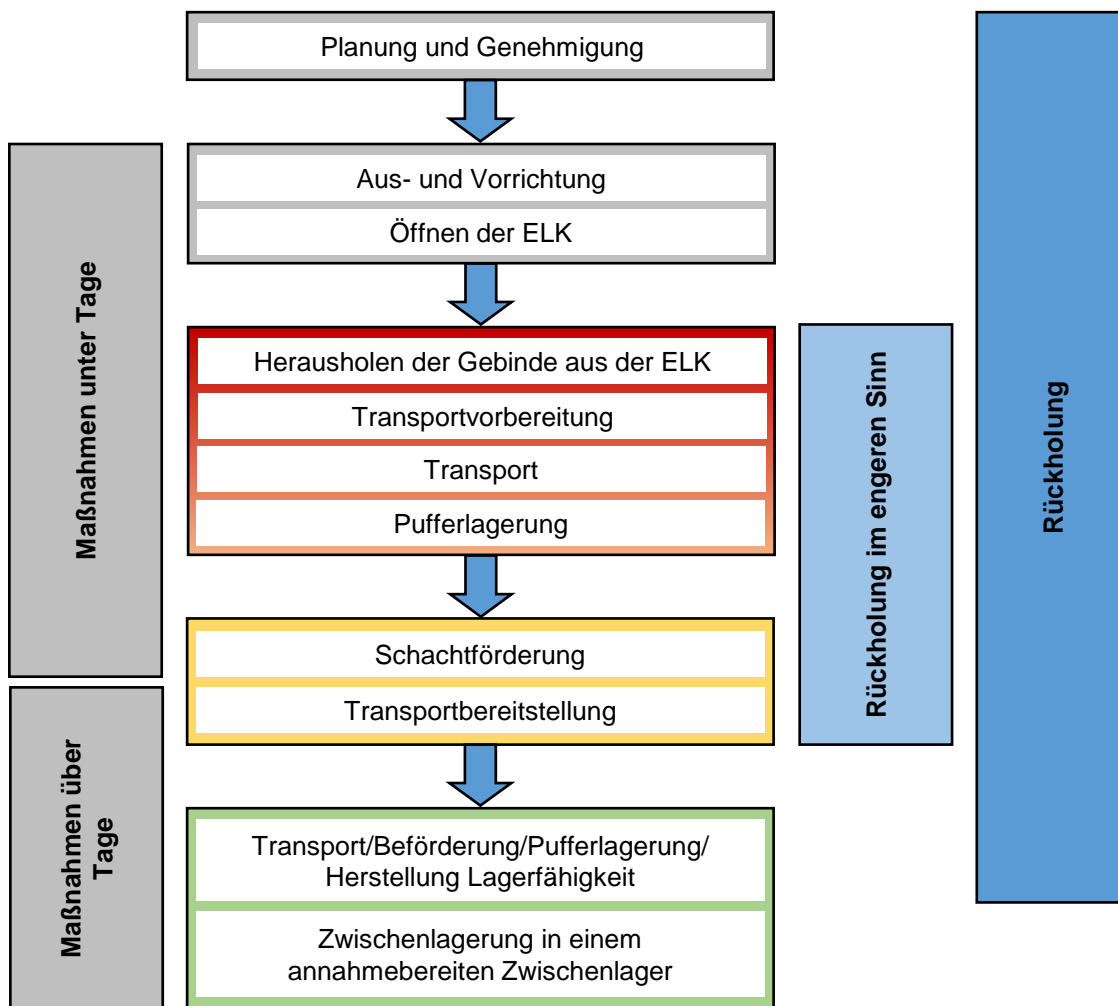 Planung und Genehmigung
Maßnahmen unter Tage
Aus- und Vorrichtung
Öffnen der ELK
Herausholen der Gebinde aus der ELK
Transportvorbereitung
Transport
Pufferlagerung
Schachtförderung
Transportbereitstellung
Maßnahmen über
Tage
Transport/Beförderung/Pufferlagerung/
Herstellung Lagerfähigkeit
Zwischenlagerung in einem
annahmebereiten Zwischenlager
Rückholung im engeren Sinn
Rückholung